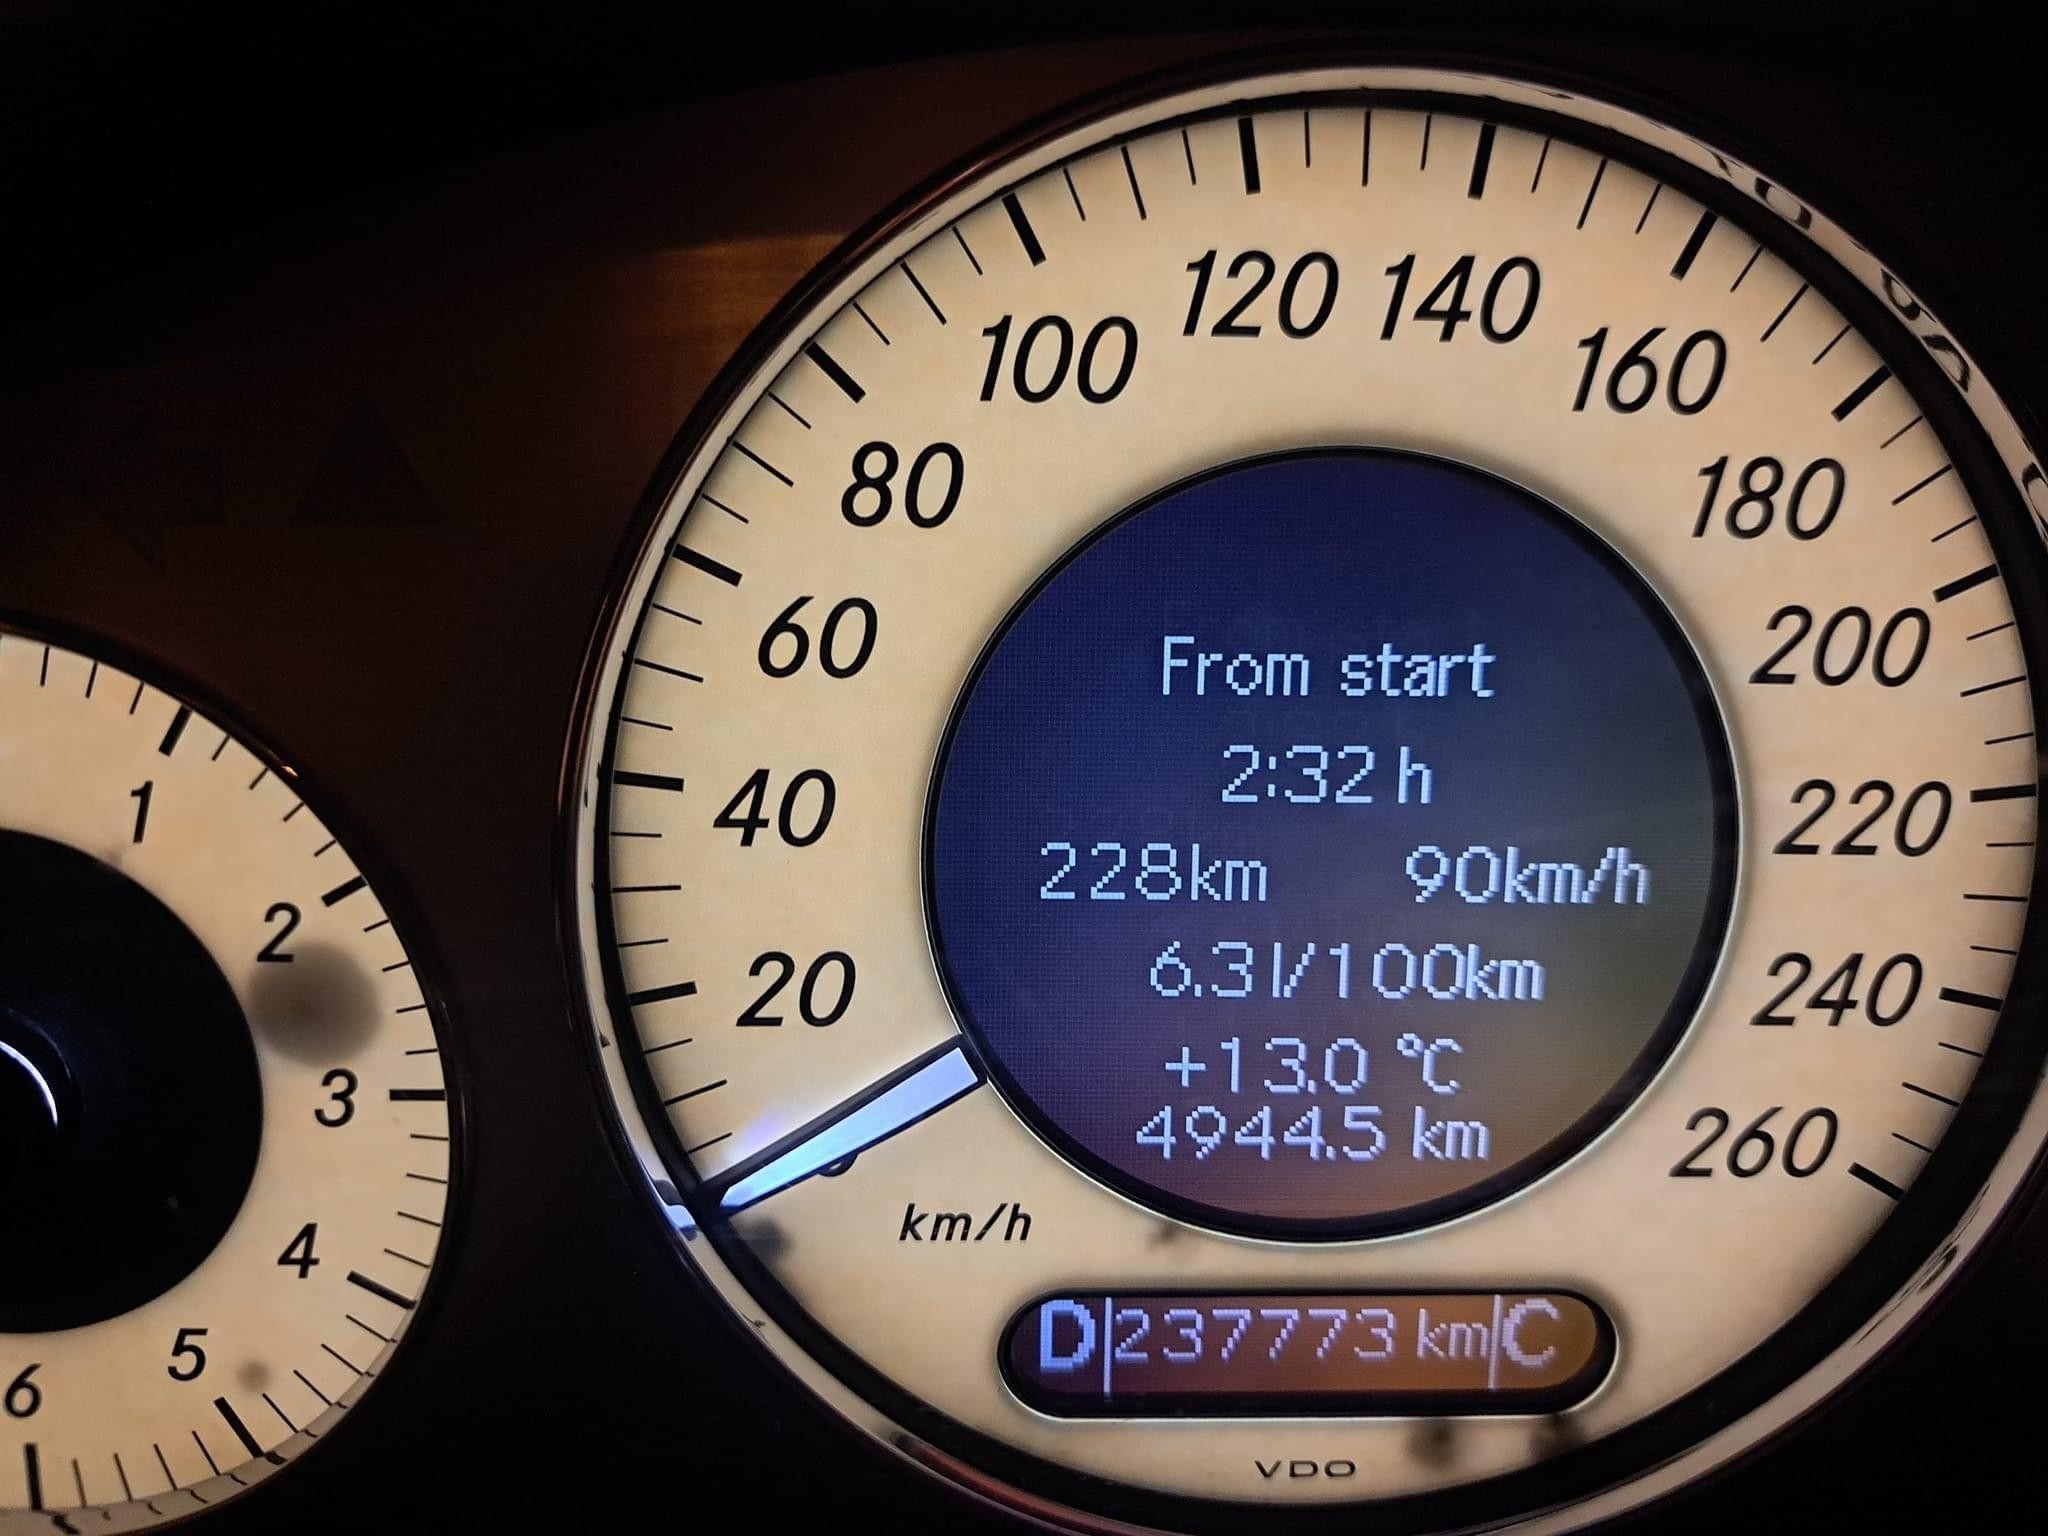 120 140
100 160
80 180
60 200
40 220
20 240
260
km/h
From start
2:32 h
228km 90km/h
6.3 l/100km
+13.0 °C
4944.5 km
D 237773 km C
VDO
1
2
3
4
5
6